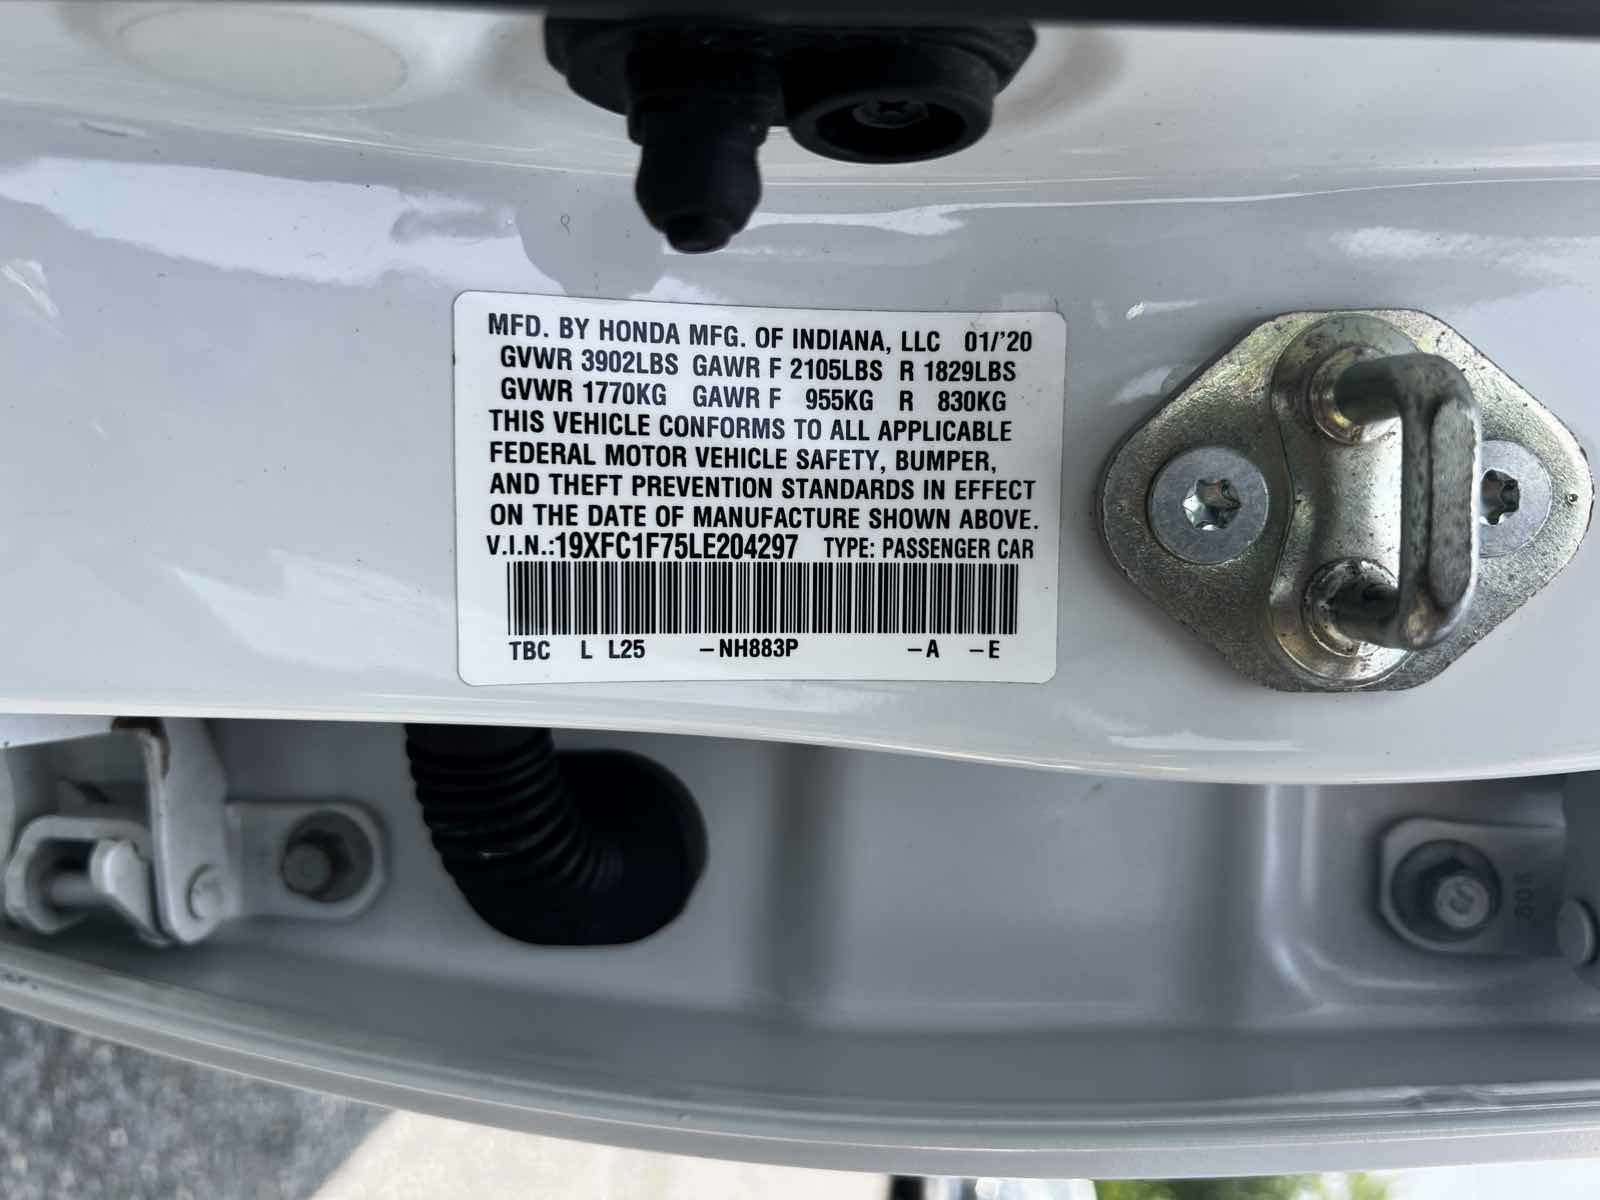 MFD. BY HONDA MFG. OF INDIANA, LLC 01/'20
GVWR 3902LBS GAWR F 2105LBS R 1829LBS
GVWR 1770KG GAWR F 955KG R 830KG
THIS VEHICLE CONFORMS TO ALL APPLICABLE
FEDERAL MOTOR VEHICLE SAFETY, BUMPER,
AND THEFT PREVENTION STANDARDS IN EFFECT
ON THE DATE OF MANUFACTURE SHOWN ABOVE.
V.I.N.:19XFC1F75LE204297 TYPE: PASSENGER CAR
TBC L L25 –NH883P –A –E